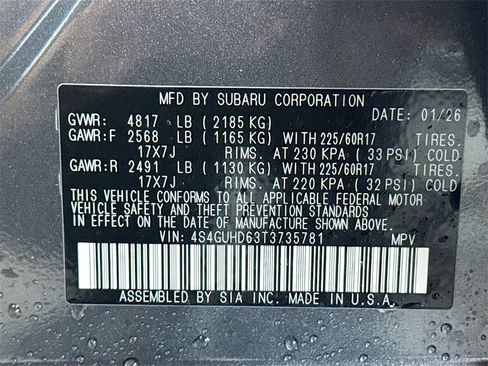 MFD BY SUBARU CORPORATION
GVWR: 4817 LB (2185 KG) DATE: 01/26
GAWR:F 2568 LB (1165 KG) WITH 225/60R17 TIRES.
17X7J RIMS. AT 230 KPA (33 PSI) COLD
GAWR:R 2491 LB (1130 KG) WITH 225/60R17 TIRES.
17X7J RIMS. AT 220 KPA (32 PSI) COLD
THIS VEHICLE CONFORMS TO ALL APPLICABLE FEDERAL MOTOR
VEHICLE SAFETY AND THEFT PREVENTION STANDARDS
IN EFFECT ON THE DATE OF MANUFACTURE SHOWN ABOVE.
VIN: 4S4GUHD63T3735781 MPV
ASSEMBLED BY SIA INC. MADE IN U.S.A.